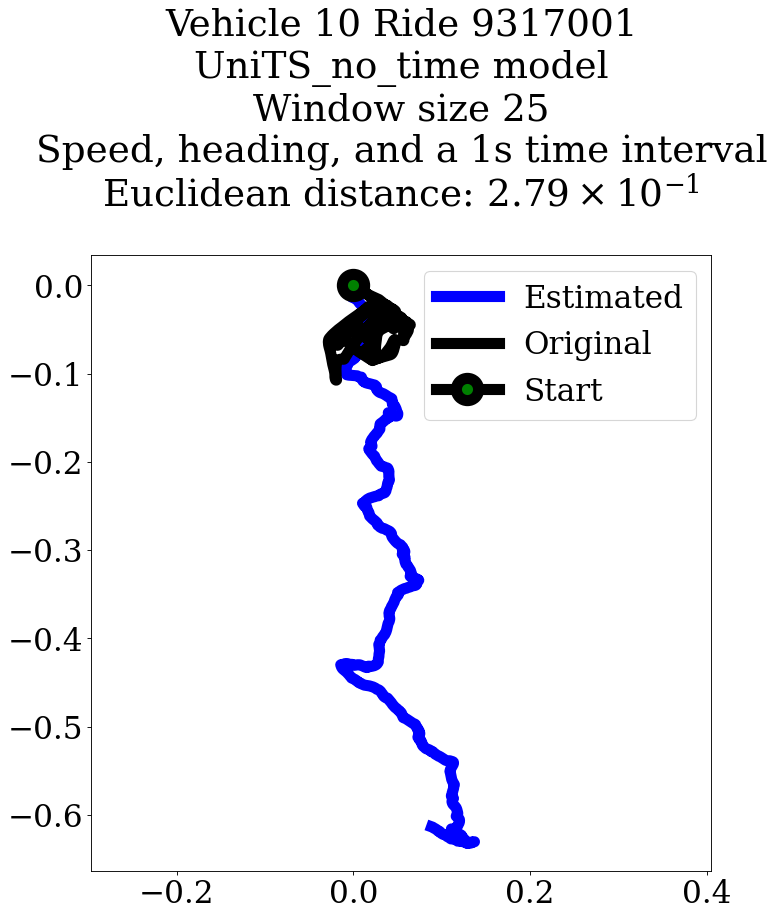 Vehicle 10 Ride 9317001
UniTS_no_time model
Window size 25
Speed, heading, and a 1s time interval
Euclidean distance: 2.79 × 10⁻¹
Estimated
Original
Start
0.0
−0.1
−0.2
−0.3
−0.4
−0.5
−0.6
−0.2
0.0
0.2
0.4